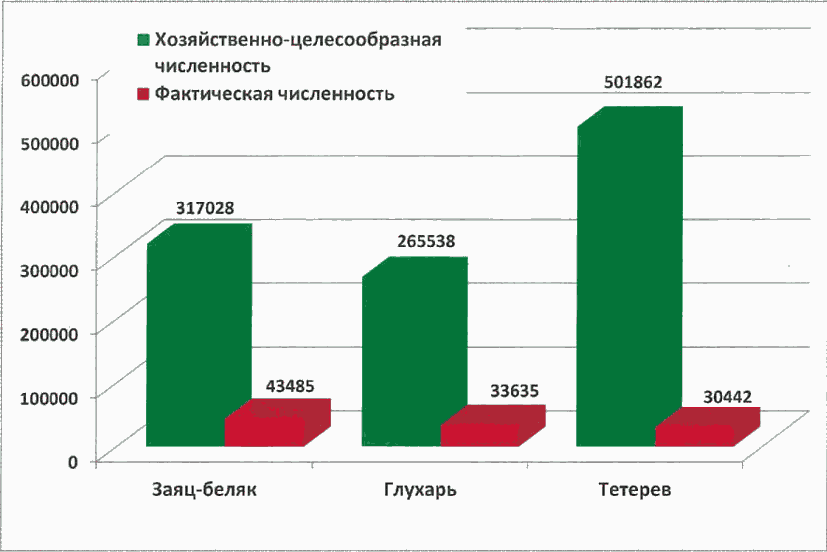 Хозяйственно-целесообразная
численность
Фактическая численность
600000
500000
400000
300000
200000
100000
0
501862
317028
265538
43485
33635
30442
Заяц-беляк
Глухарь
Тетерев